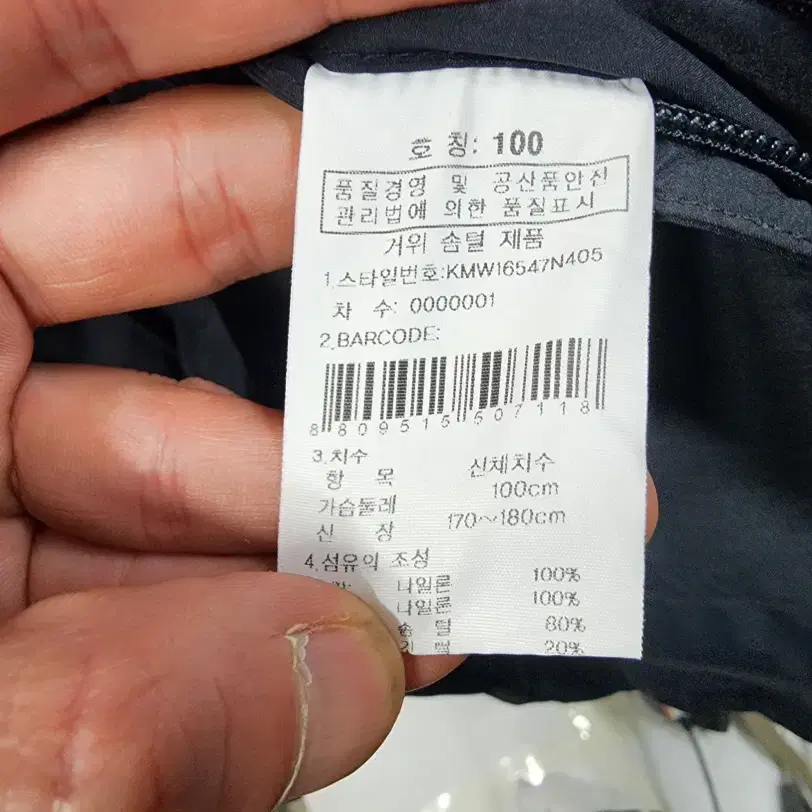 호 칭: 100
품질경영 및 공산품안전
관리법에 의한 품질표시
거위 솜털 제품
1.스타일번호:KMW16547N405
차 수: 0000001
2.BARCODE:
8809515507118
3.치수
항 목 신체치수
가슴둘레 100cm
신 장 170~180cm
4.섬유의 조성
나일론 100%
나일론 100%
솜 털 80%
깃 털 20%